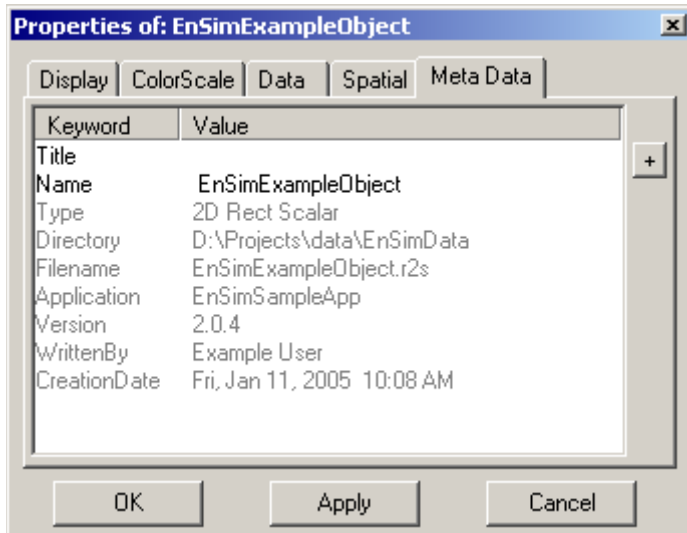 Properties of: EnSimExampleObject
Display ColorScale Data Spatial Meta Data
Keyword Value
Title
+
Name EnSimExampleObject
Type 2D Rect Scalar
Directory D:\Projects\data\EnSimData
Filename EnSimExampleObject.r2s
Application EnSimSampleApp
Version 2.0.4
WrittenBy Example User
CreationDate Fri, Jan 11, 2005 10:08 AM
OK Apply Cancel